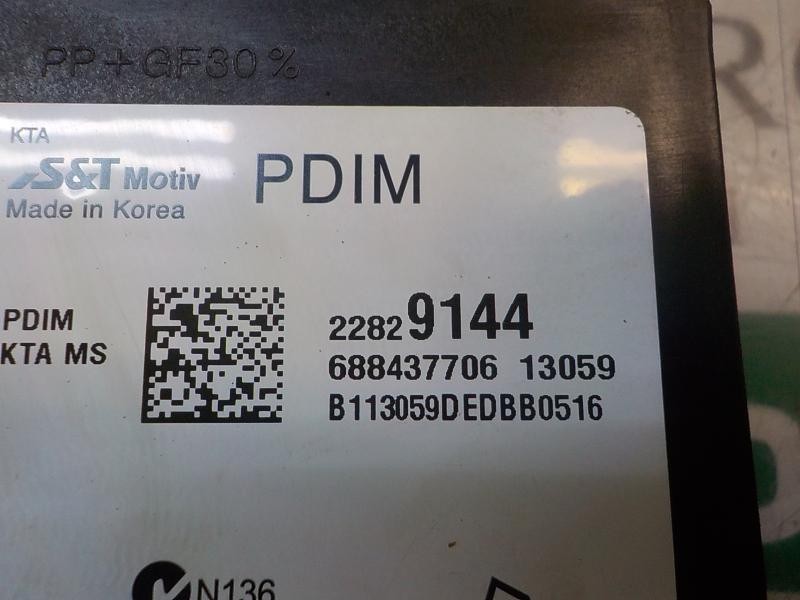 PP+GF30%
KTA
S&T Motiv
Made in Korea
PDIM
PDIM
KTA MS
22829144
688437706 13059
B113059DEDBB0516
N136
R